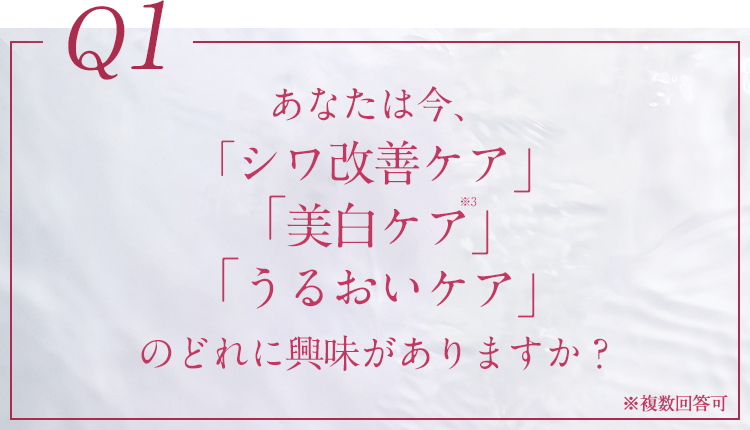 Q1
あなたは今、
「シワ改善ケア」
「美白ケア※3」
「うるおいケア」
のどれに興味がありますか？
※複数回答可